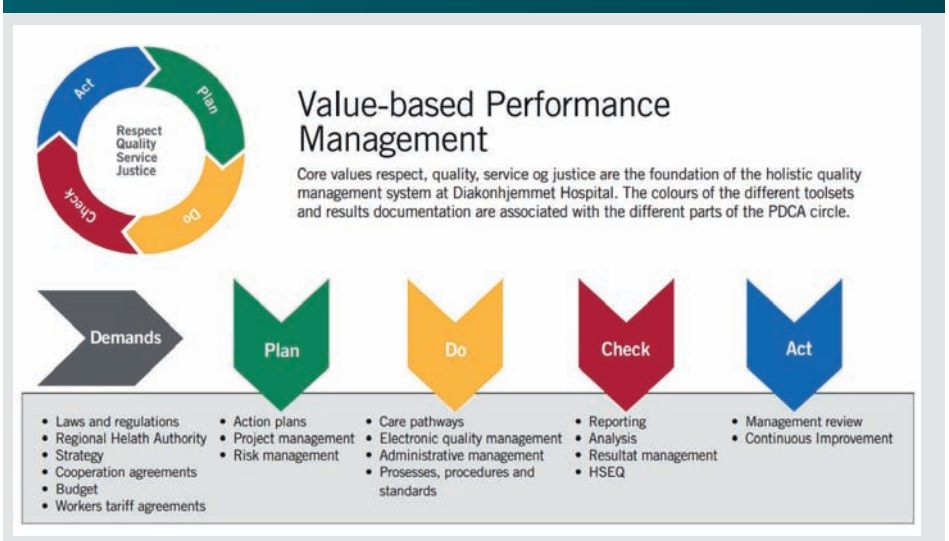 Act
Plan
Respect
Quality
Service
Justice
Check
Do
Value-based Performance
Management
Core values respect, quality, service og justice are the foundation of the holistic quality
management system at Diakonhjemmet Hospital. The colours of the different toolsets
and results documentation are associated with the different parts of the PDCA circle.
Demands
Plan
Do
Check
Act
• Laws and regulations
• Regional Helath Authority
• Strategy
• Cooperation agreements
• Budget
• Workers tariff agreements
• Action plans
• Project management
• Risk management
• Care pathways
• Electronic quality management
• Administrative management
• Prosesses, procedures and
standards
• Reporting
• Analysis
• Resultat management
• HSEQ
• Management review
• Continuous Improvement